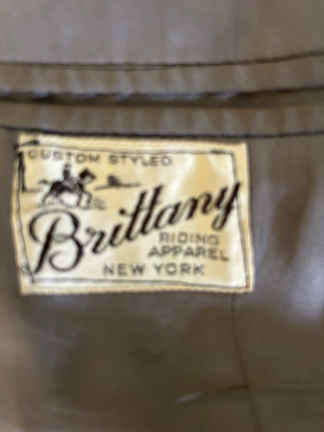 CUSTOM STYLED
Brittany
RIDING
APPAREL
NEW YORK